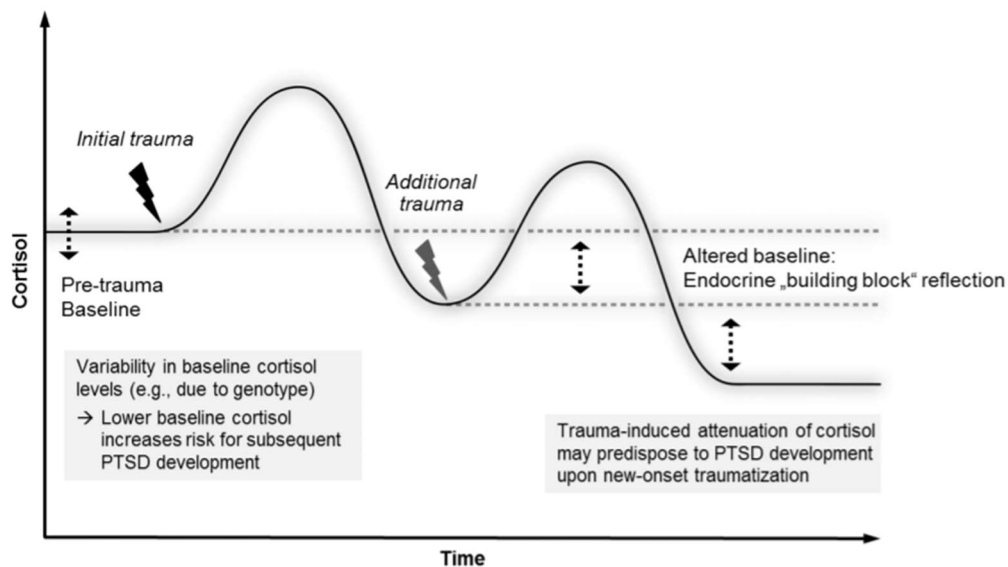 Cortisol
Initial trauma
Additional
trauma
Pre-trauma
Baseline
Altered baseline:
Endocrine „building block“ reflection
Variability in baseline cortisol
levels (e.g., due to genotype)
→ Lower baseline cortisol
increases risk for subsequent
PTSD development
Trauma-induced attenuation of cortisol
may predispose to PTSD development
upon new-onset traumatization
Time